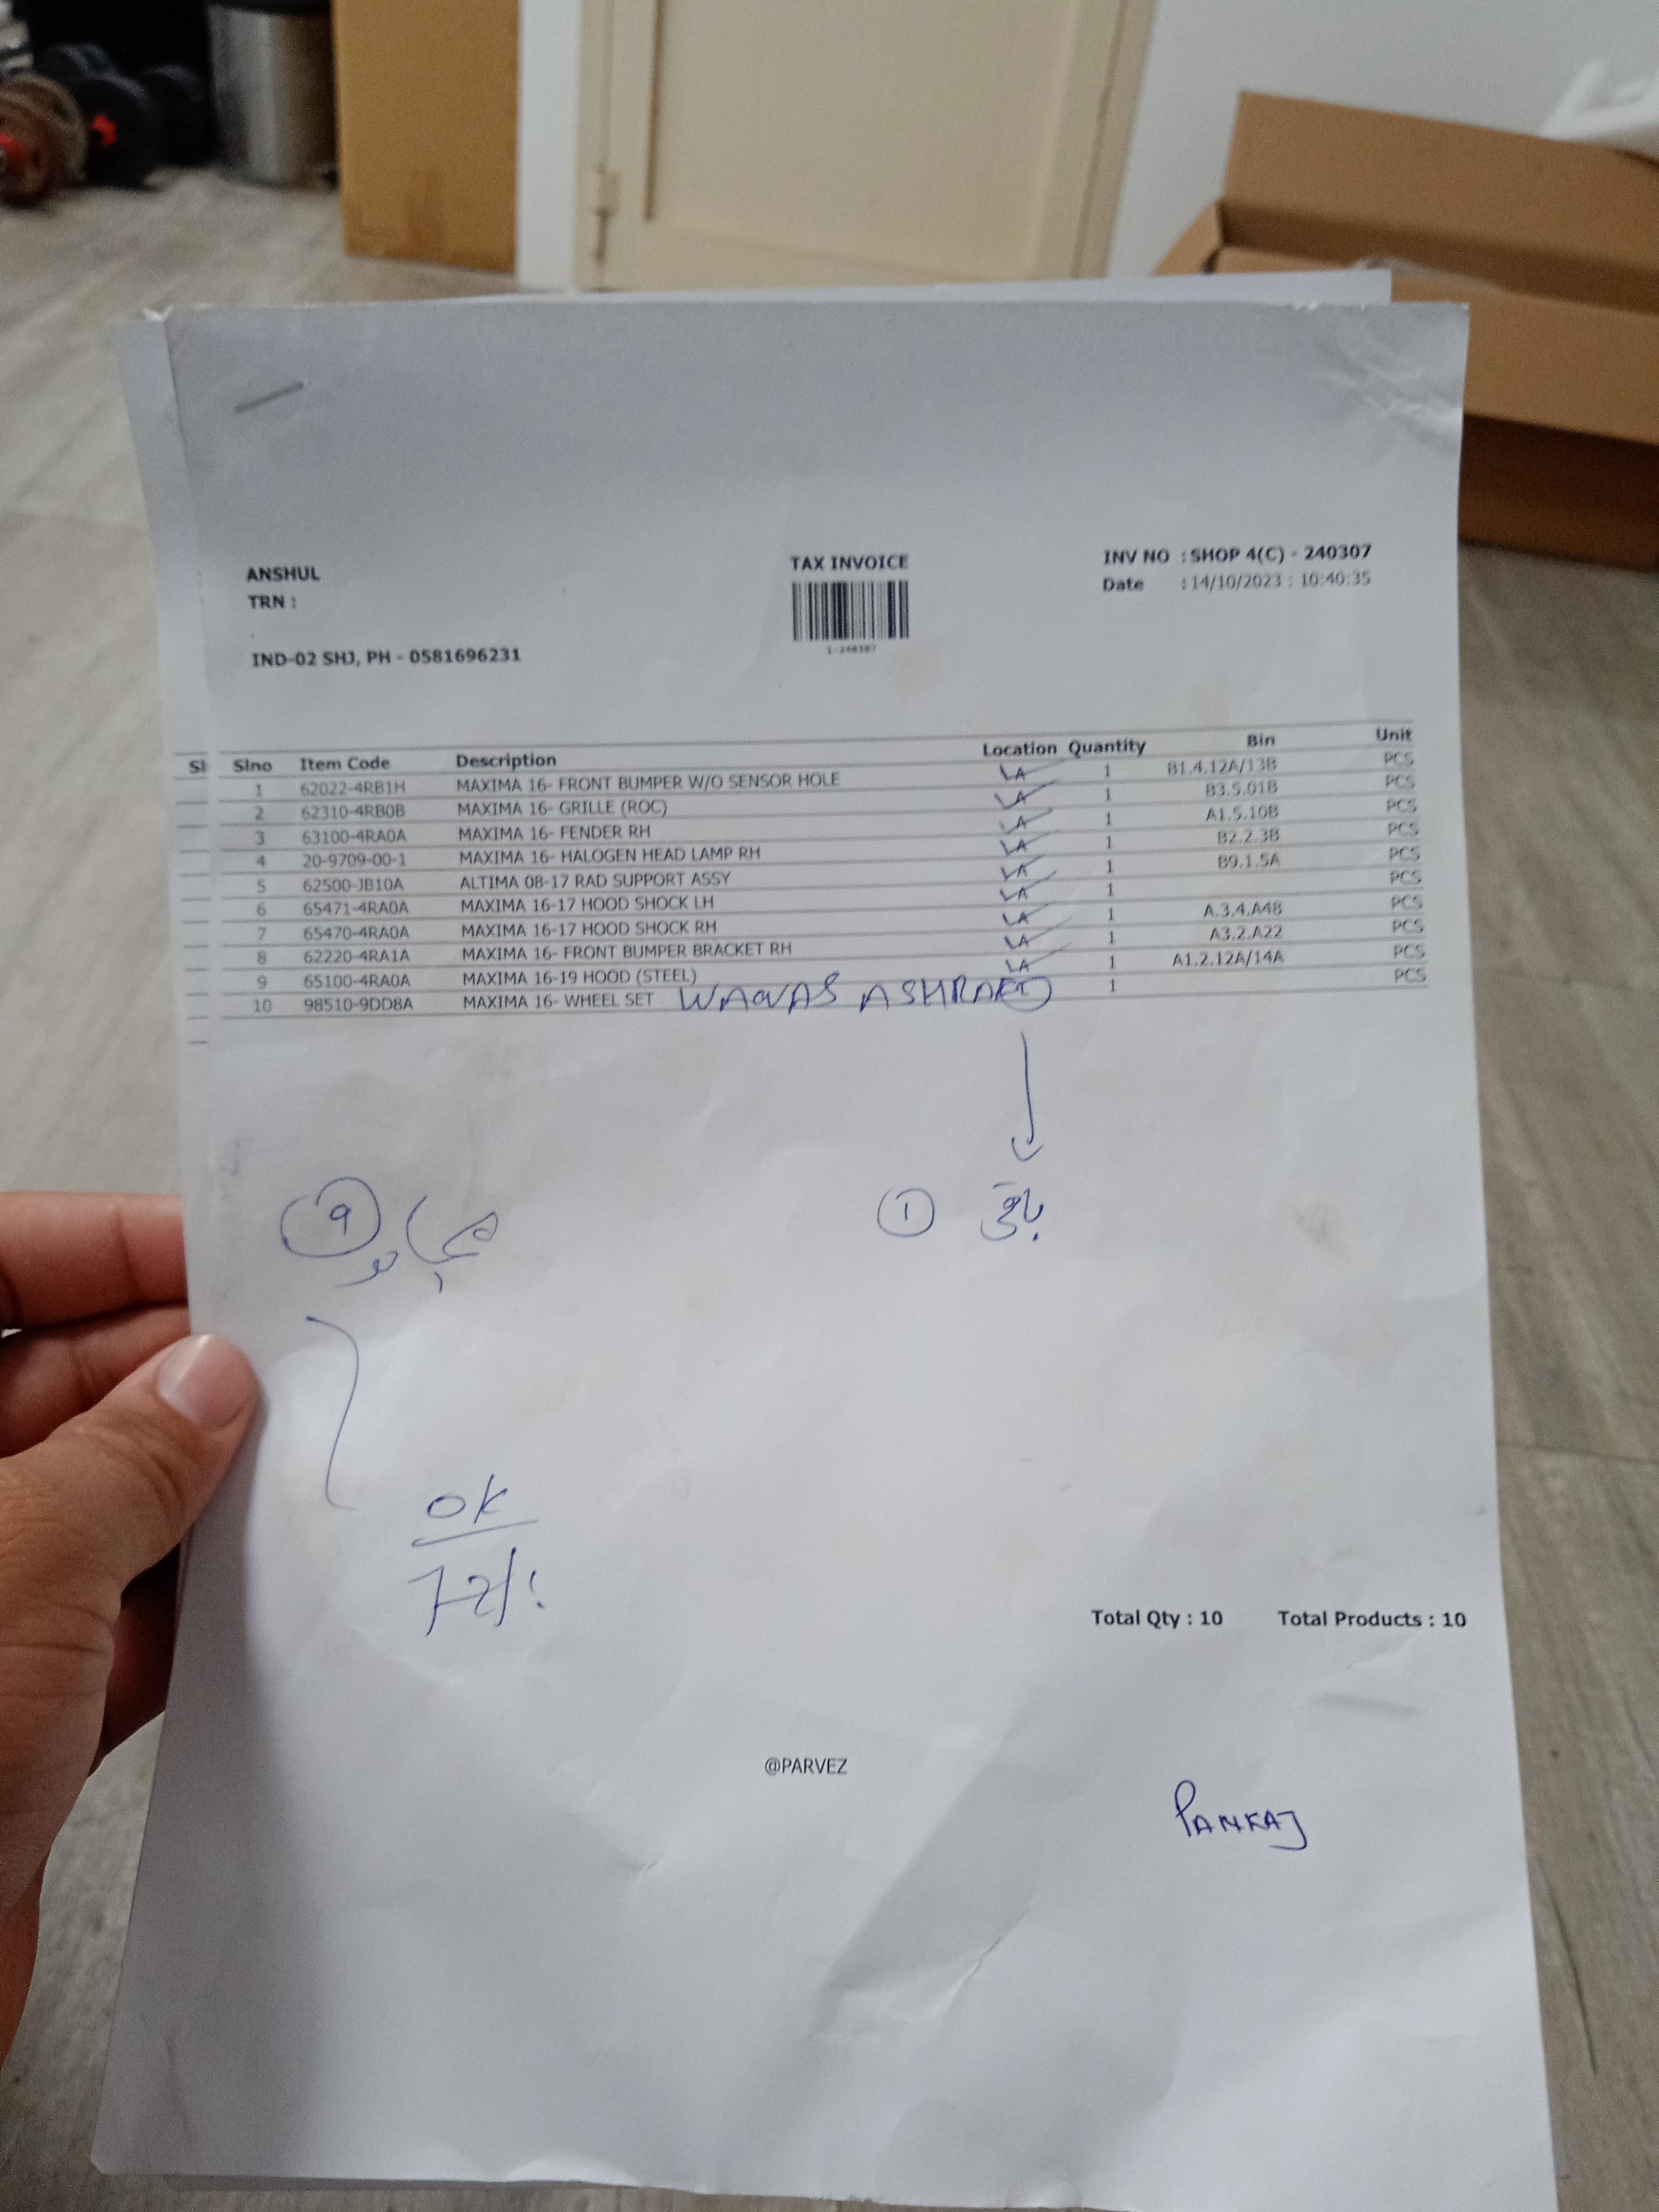 ANSHUL
TRN :
IND-02 SHJ, PH - 0581696231
TAX INVOICE
1-240307
INV NO : SHOP 4(C) - 240307
Date : 14/10/2023 : 10:40:35
Sl
Slno Item Code Description Location Quantity Bin Unit
1 62022-4RB1H MAXIMA 16- FRONT BUMPER W/O SENSOR HOLE LA 1 B1.4.12A/13B PCS
2 62310-4RB0B MAXIMA 16- GRILLE (ROC) LA 1 B3.5.01B PCS
3 63100-4RA0A MAXIMA 16- FENDER RH LA 1 A1.5.10B PCS
4 20-9709-00-1 MAXIMA 16- HALOGEN HEAD LAMP RH LA 1 B2.2.3B PCS
5 62500-JB10A ALTIMA 08-17 RAD SUPPORT ASSY LA 1 B9.1.5A PCS
6 65471-4RA0A MAXIMA 16-17 HOOD SHOCK LH LA 1 PCS
7 65470-4RA0A MAXIMA 16-17 HOOD SHOCK RH LA 1 A.3.4.A48 PCS
8 62220-4RA1A MAXIMA 16- FRONT BUMPER BRACKET RH LA 1 A3.2.A22 PCS
9 65100-4RA0A MAXIMA 16-19 HOOD (STEEL) LA 1 A1.2.12A/14A PCS
10 98510-9DD8A MAXIMA 16- WHEEL SET WAQAS ASHRAF 1 1 PCS
9
1 باقی
OK
Total Qty : 10 Total Products : 10
@PARVEZ
PANKAJ